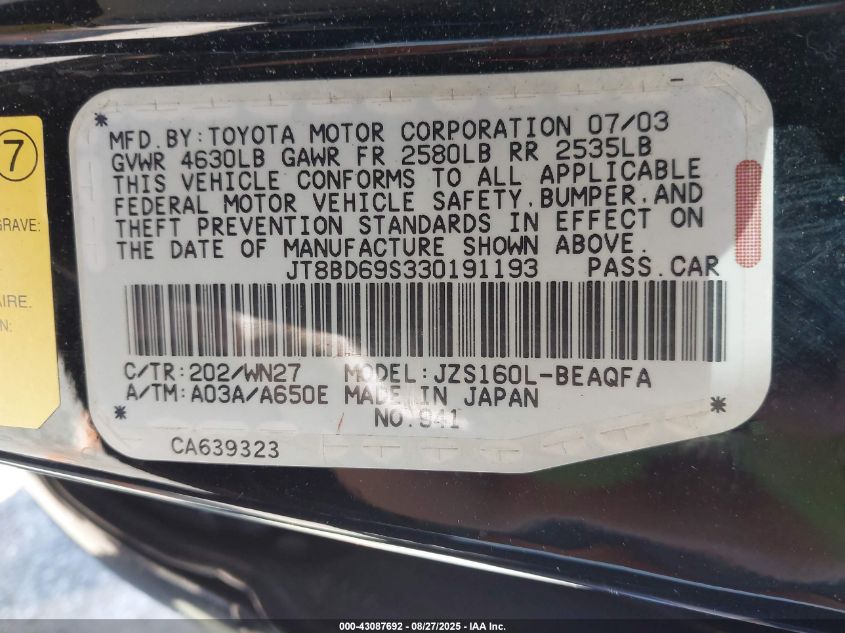 7
GRAVE:
AIRE.
N:
MFD.BY:TOYOTA MOTOR CORPORATION 07/03
GVWR 4630LB GAWR FR 2580LB RR 2535LB
THIS VEHICLE CONFORMS TO ALL APPLICABLE
FEDERAL MOTOR VEHICLE SAFETY,BUMPER,AND
THEFT PREVENTION STANDARDS IN EFFECT ON
THE DATE OF MANUFACTURE SHOWN ABOVE.
JT8BD69S330191193 PASS.CAR
C/TR:202/WN27 MODEL:JZS160L-BEAQFA
A/TM:A03A/A650E MADE IN JAPAN
NO.941
CA639323
000-43087692 - 08/27/2025 - IAA Inc.